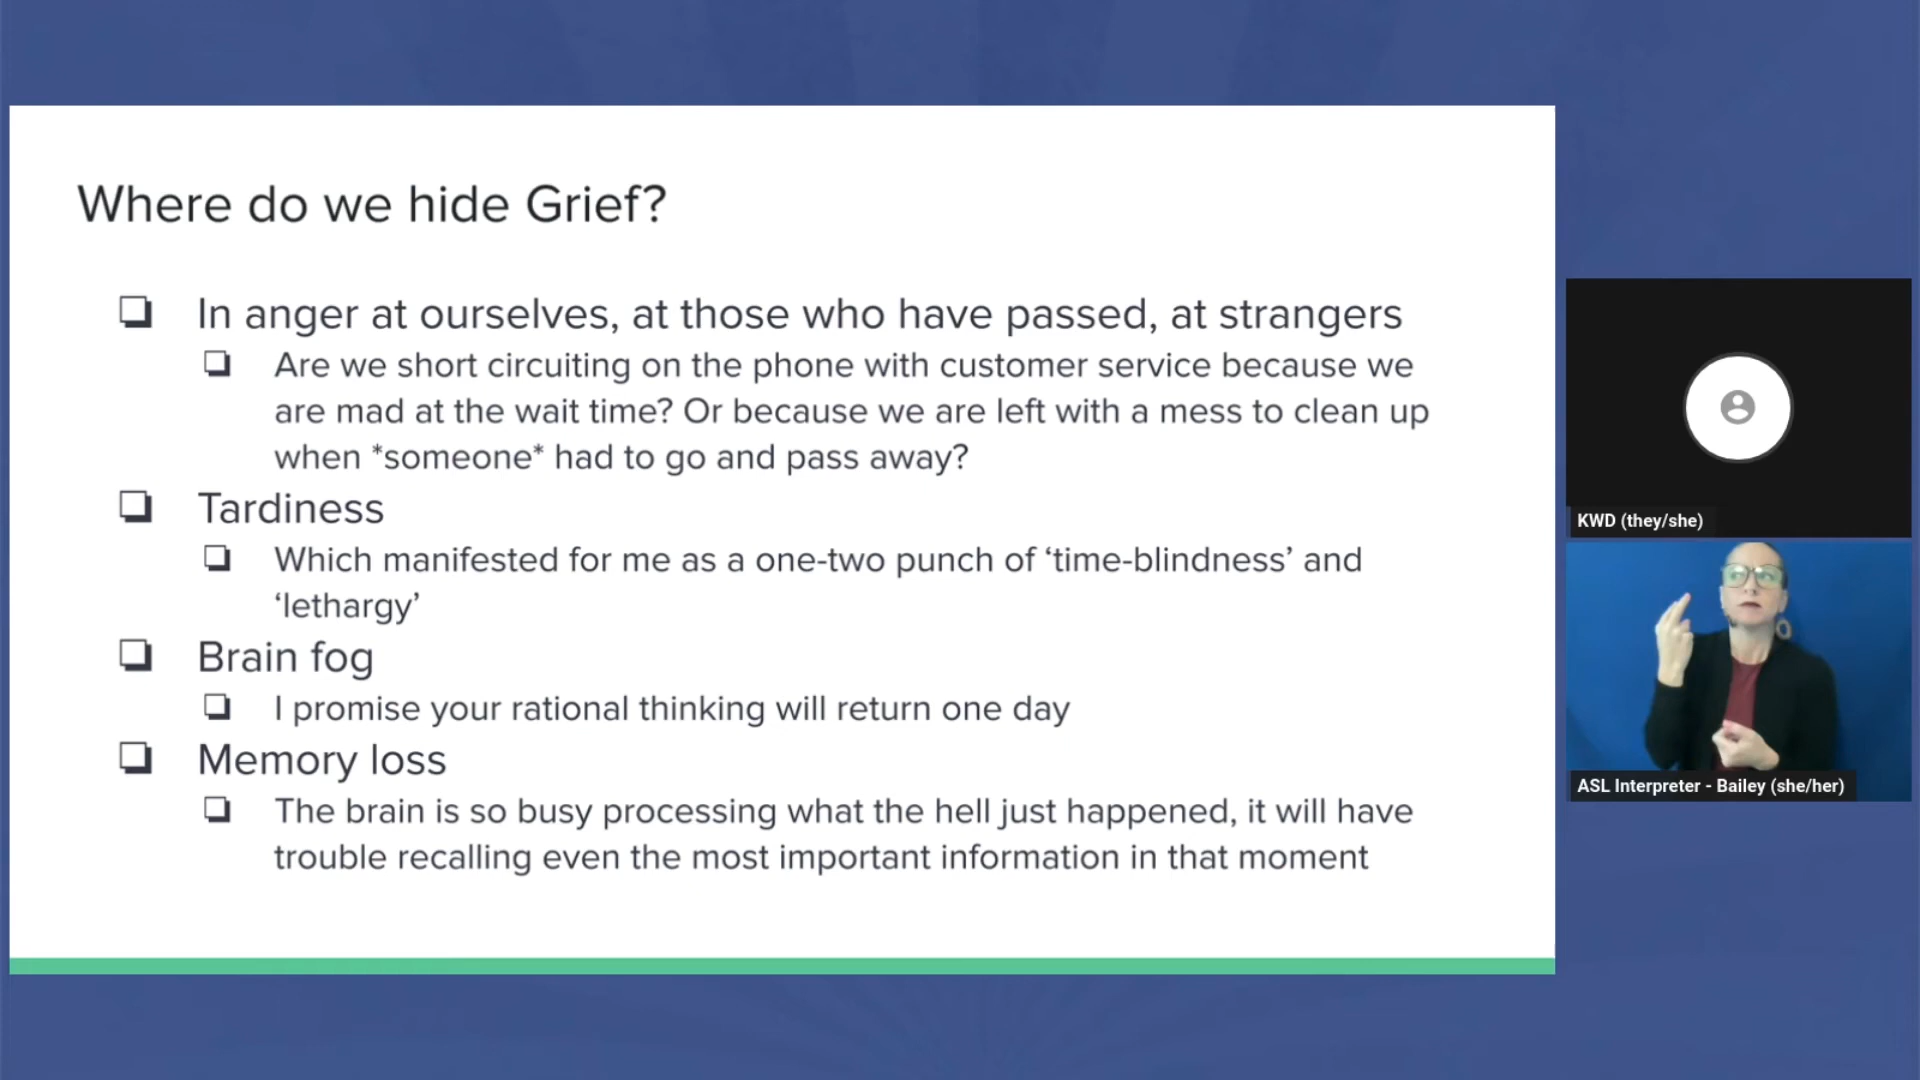 Where do we hide Grief?
In anger at ourselves, at those who have passed, at strangers
Are we short circuiting on the phone with customer service because we
are mad at the wait time? Or because we are left with a mess to clean up
when *someone* had to go and pass away?
Tardiness
Which manifested for me as a one-two punch of ‘time-blindness’ and
‘lethargy’
Brain fog
I promise your rational thinking will return one day
Memory loss
The brain is so busy processing what the hell just happened, it will have
trouble recalling even the most important information in that moment
KWD (they/she)
ASL Interpreter - Bailey (she/her)